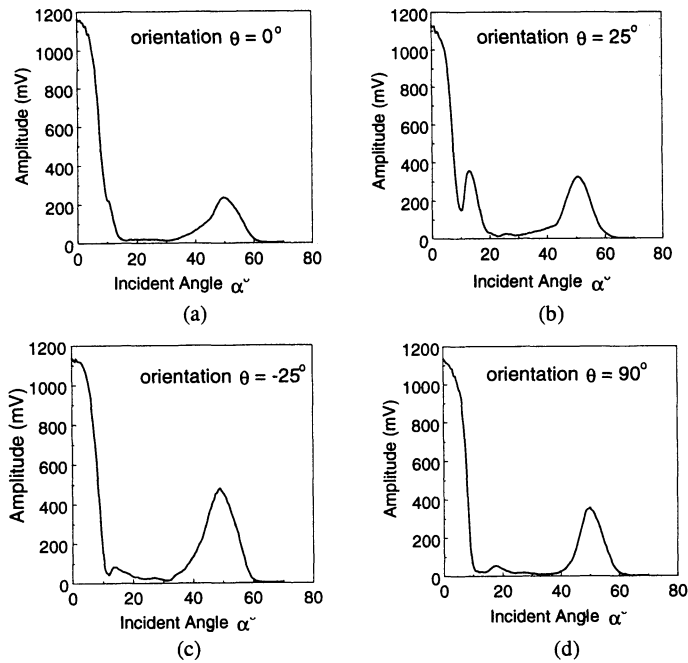 orientation θ = 0°
Amplitude (mV)
1200
1000
800
600
400
200
0
0 20 40 60 80
Incident Angle α˘
(a)
orientation θ = 25°
Amplitude (mV)
1200
1000
800
600
400
200
0
0 20 40 60 80
Incident Angle α˘
(b)
orientation θ = -25°
Amplitude (mV)
1200
1000
800
600
400
200
0
0 20 40 60 80
Incident Angle α˘
(c)
orientation θ = 90°
Amplitude (mV)
1200
1000
800
600
400
200
0
0 20 40 60 80
Incident Angle α˘
(d)